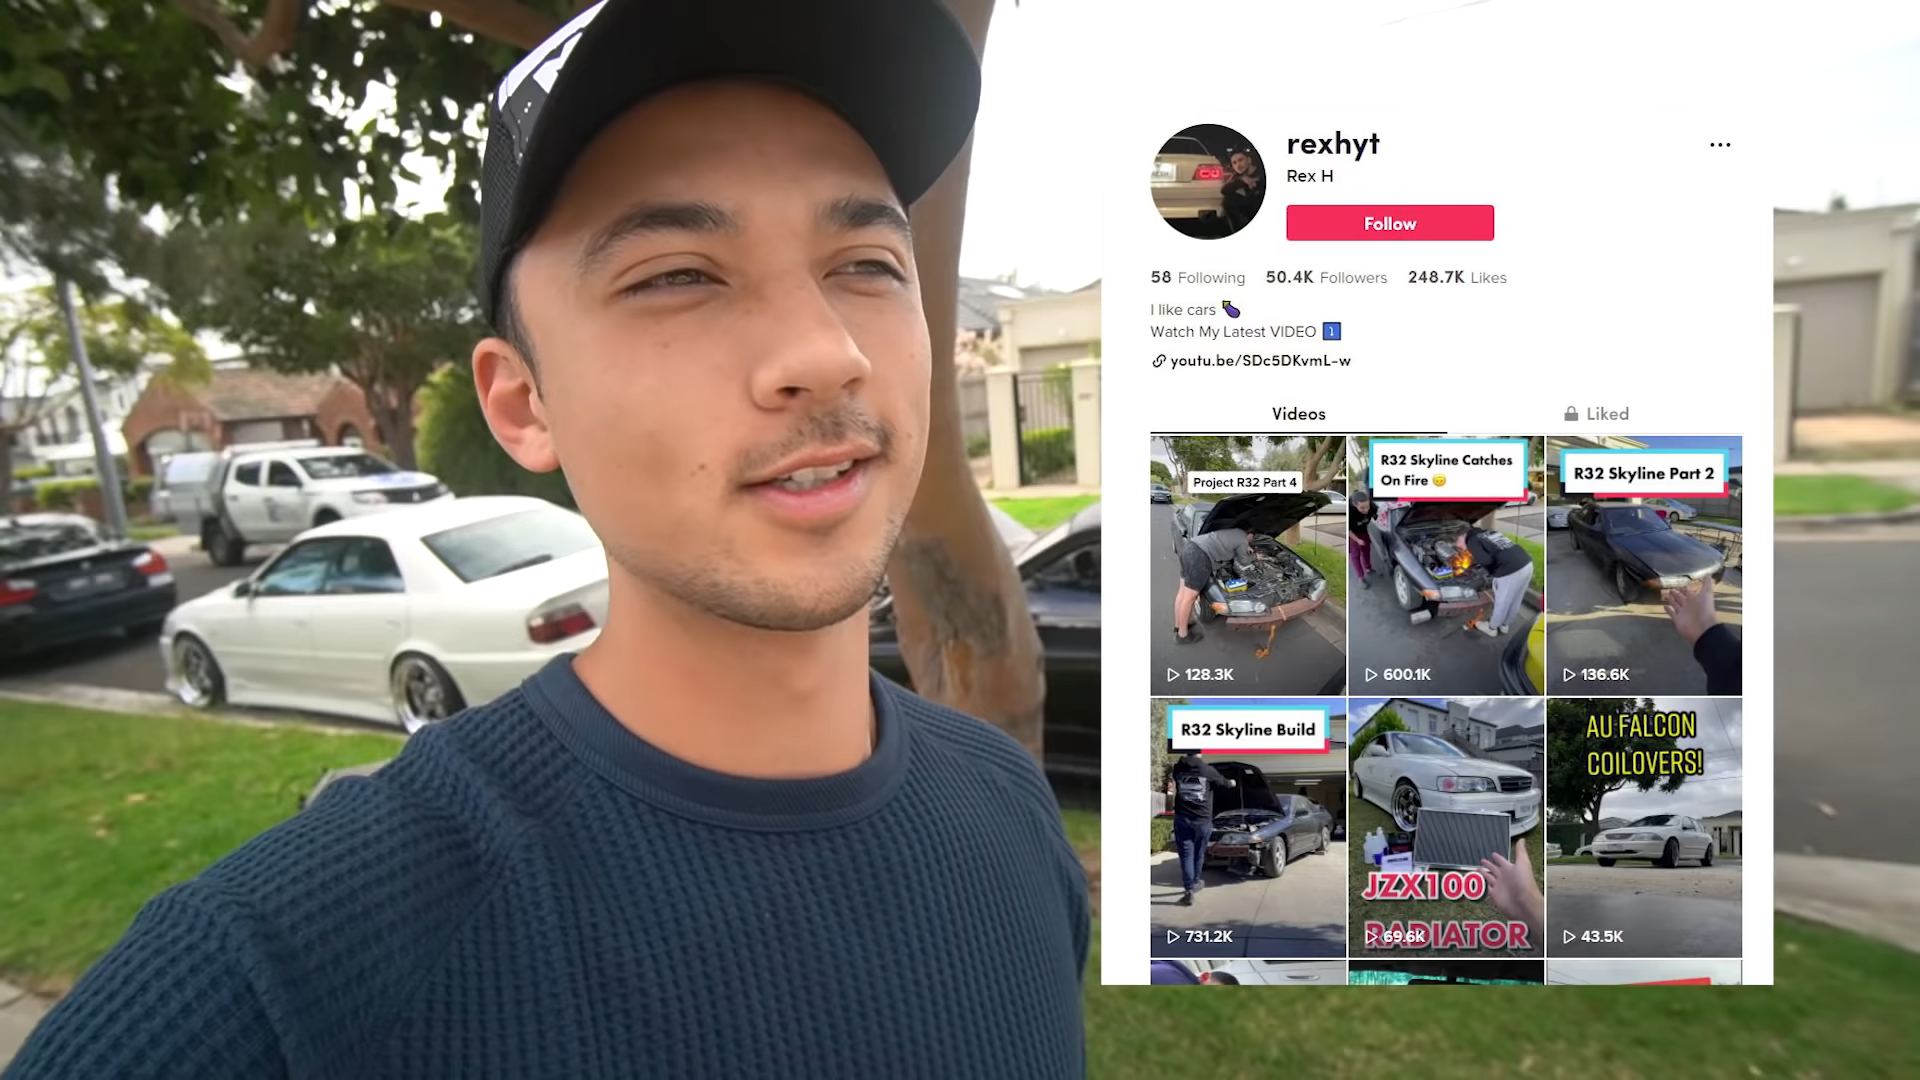 rexhyt
...
Rex H
Follow
58 Following 50.4K Followers 248.7K Likes
I like cars 🍆
Watch My Latest VIDEO ⤵
youtu.be/SDc5DKvmL-w
Videos Liked
Project R32 Part 4
128.3K
R32 Skyline Catches
On Fire 🙃
600.1K
R32 Skyline Part 2
136.6K
R32 Skyline Build
731.2K
JZX100
RADIATOR
69.6K
AU FALCON
COILOVERS!
43.5K